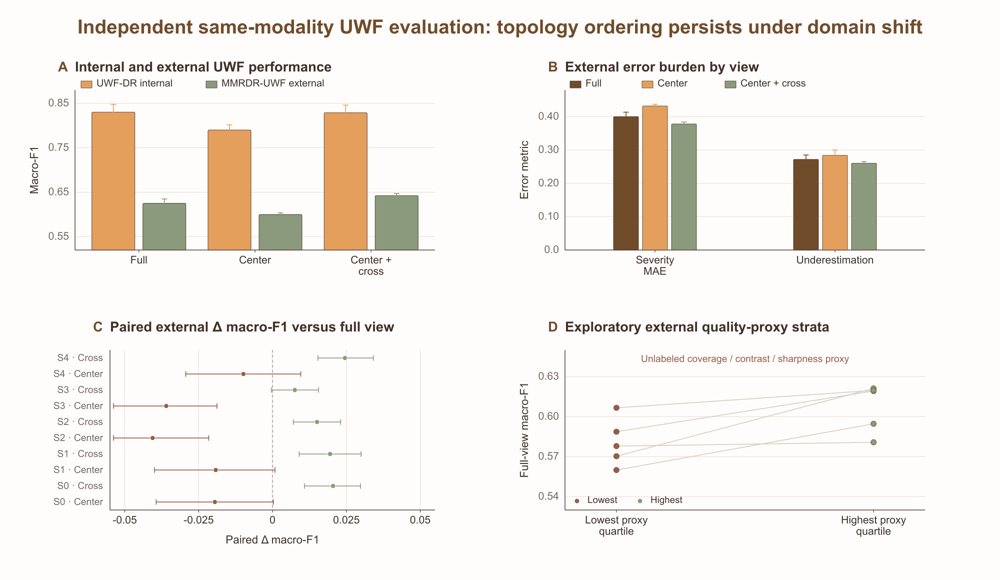 Independent same-modality UWF evaluation: topology ordering persists under domain shift
A Internal and external UWF performance
UWF-DR internal
MMRDR-UWF external
Macro-F1
0.85
0.75
0.65
0.55
Full
Center
Center +
cross
B External error burden by view
Full
Center
Center + cross
Error metric
0.40
0.30
0.20
0.10
0.0
Severity
MAE
Underestimation
C Paired external Δ macro-F1 versus full view
S4 · Cross
S4 · Center
S3 · Cross
S3 · Center
S2 · Cross
S2 · Center
S1 · Cross
S1 · Center
S0 · Cross
S0 · Center
-0.05
-0.025
0
0.025
0.05
Paired Δ macro-F1
D Exploratory external quality-proxy strata
Unlabeled coverage / contrast / sharpness proxy
Full-view macro-F1
0.63
0.60
0.57
0.54
Lowest
Highest
Lowest proxy
quartile
Highest proxy
quartile